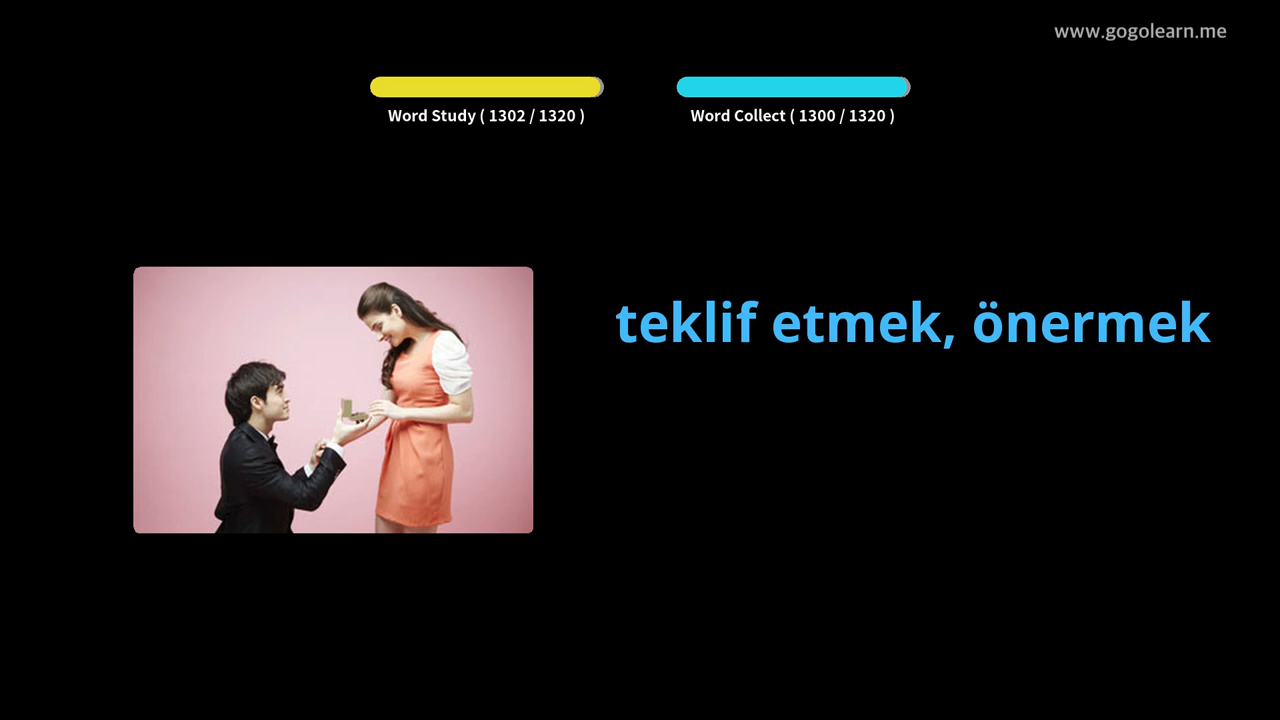 www.gogolearn.me
Word Study ( 1302 / 1320 )
Word Collect ( 1300 / 1320 )
teklif etmek, önermek